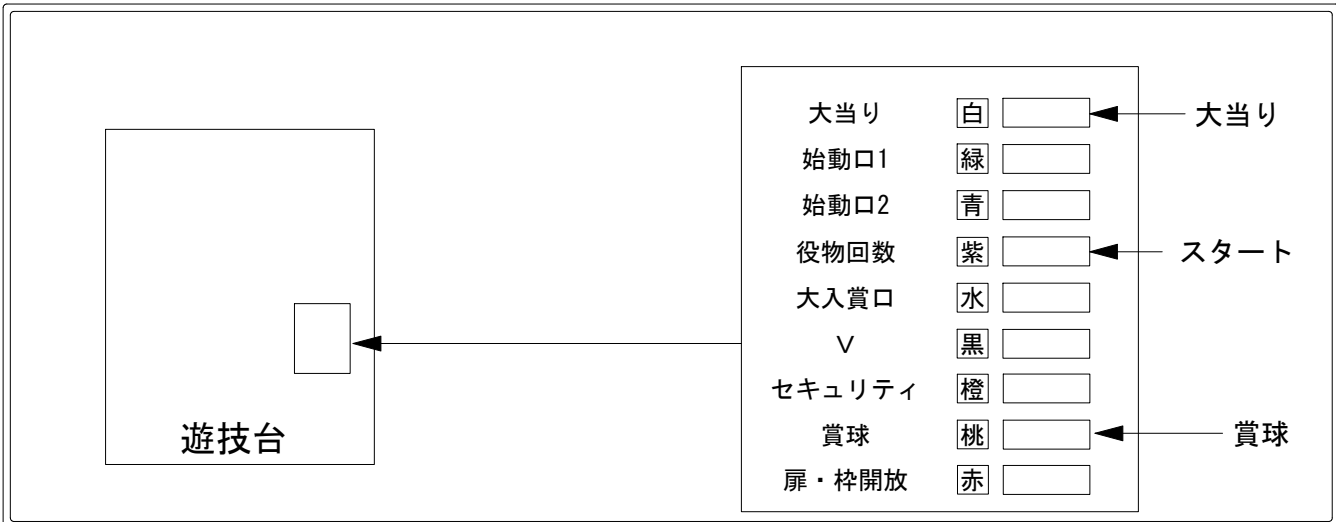 大当り 白 大当り
始動口1 緑
始動口2 青
役物回数 紫 スタート
大入賞口 水
V 黒
セキュリティ 橙
賞球 桃 賞球
扉・枠開放 赤
遊技台